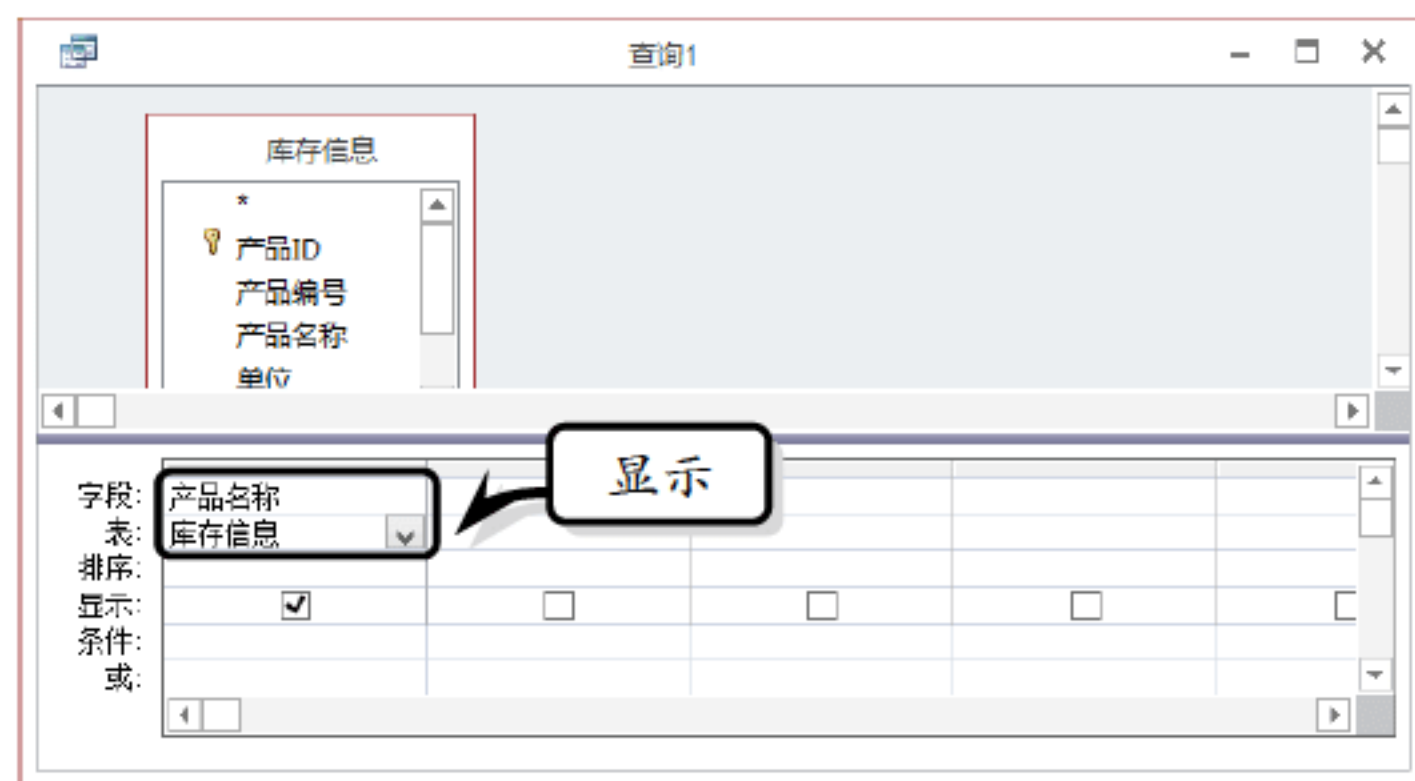 查询1
库存信息
*
产品ID
产品编号
产品名称
单位
显示
字段: 产品名称
表: 库存信息
排序:
显示:
条件:
或: